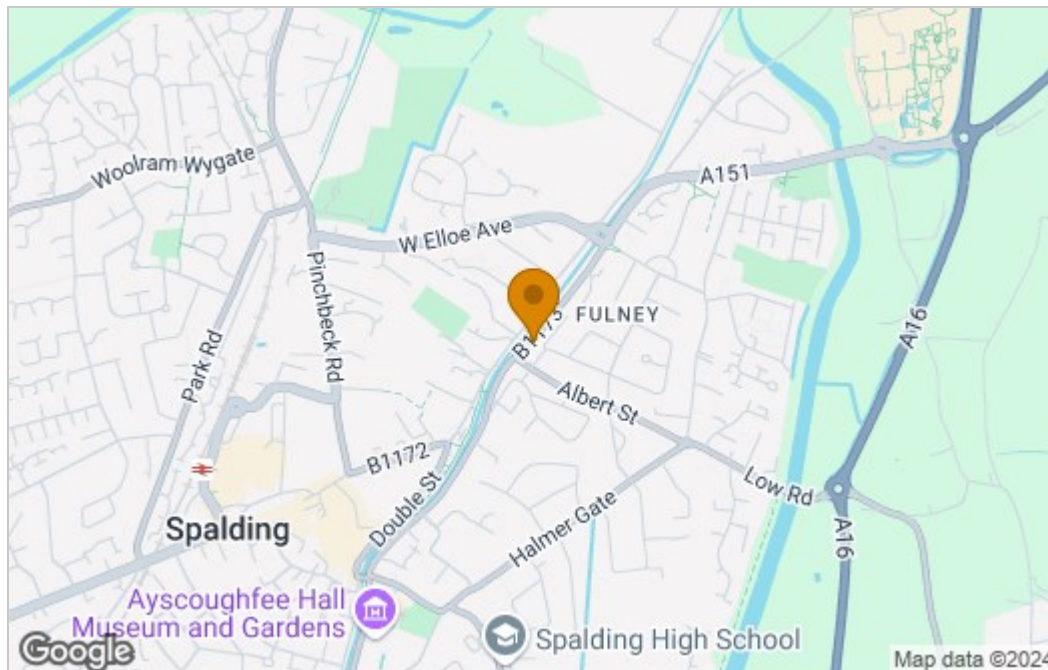 Woolram Wygate
A151
W Elloe Ave
Pinchbeck Rd
Park Rd
B1173
FULNEY
A16
Albert St
B1172
Low Rd
Double St
Halmer Gate
Spalding
A16
Ayscoughfee Hall
Museum and Gardens
Spalding High School
Google
Map data ©2024